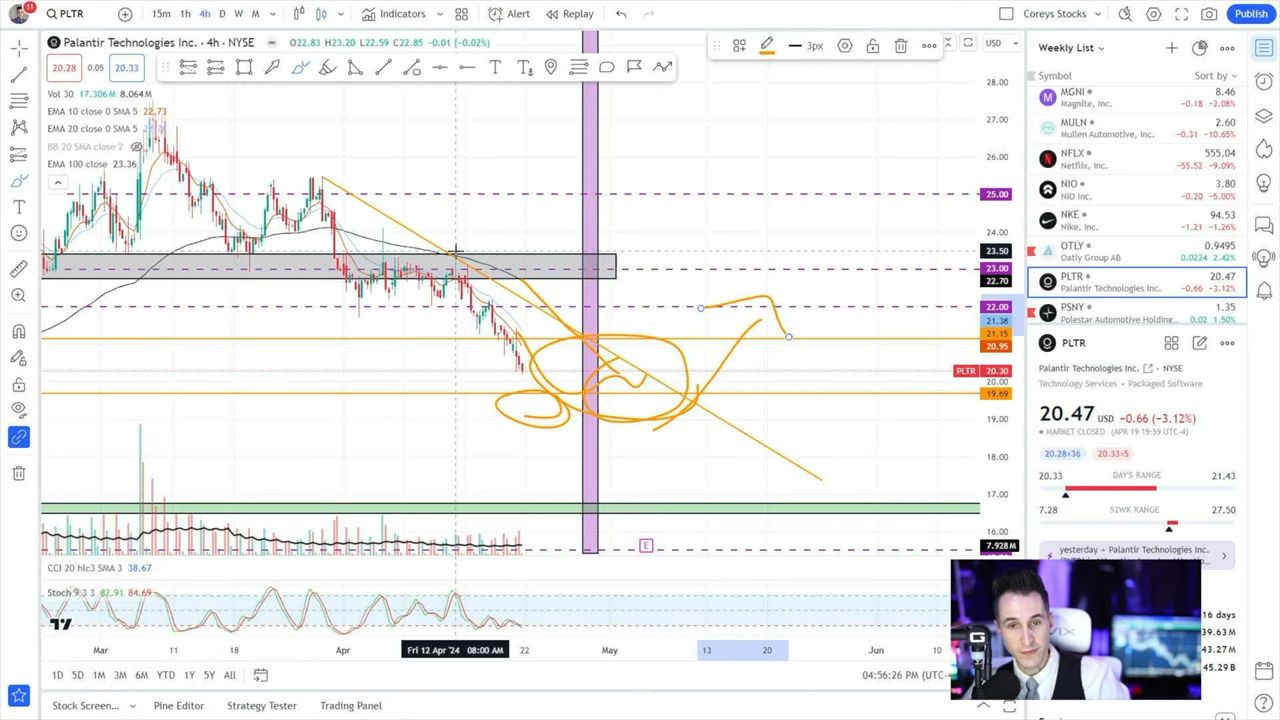 11
PLTR
15m 1h 4h D W M
Indicators
Alert
Replay
Coreys Stocks
Publish
Palantir Technologies Inc. · 4h · NYSE
O22.83 H23.20 L22.59 C22.85 -0.01 (-0.02%)
3px
USD
Weekly List
20.28 0.05 20.33
Vol 30 17.306M 8.064M
EMA 10 close 0 SMA 5 22.73
EMA 20 close 0 SMA 5
BB 20 SMA close 2
EMA 100 close 23.36
28.00
27.00
26.00
25.00
24.00
23.50
23.00
22.70
22.00
21.38
21.15
20.95
PLTR 20.30
20.00
19.69
19.00
18.00
17.00
16.00
7.928M
E
CCI 20 hlc3 SMA 3 38.67
Stoch 9 3 3 82.91 84.69
Mar 11 18 Apr Fri 12 Apr '24 08:00 AM 22 May 13 20 Jun 10
1D 5D 1M 3M 6M YTD 1Y 5Y All
04:56:26 PM (UTC-4
Stock Screen... Pine Editor Strategy Tester Trading Panel
Symbol Sort by
MGNI 8.46
Magnite, Inc. -0.18 -2.08%
MULN 2.60
Mullen Automotive, Inc. -0.31 -10.65%
NFLX 555.04
Netflix, Inc. -55.52 -9.09%
NIO 3.80
NIO Inc. -0.20 -5.00%
NKE 94.53
Nike, Inc. -1.21 -1.26%
OTLY 0.9495
Oatly Group AB 0.0224 2.42%
PLTR 20.47
Palantir Technologies Inc. -0.66 -3.12%
PSNY 1.35
Polestar Automotive Holding... 0.02 1.50%
PLTR
Palantir Technologies Inc. · NYSE
Technology Services · Packaged Software
20.47 USD -0.66 (-3.12%)
MARKET CLOSED (APR 19 19:59 UTC-4)
20.28×36 20.33×5
20.33 DAY'S RANGE 21.43
7.28 52WK RANGE 27.50
yesterday · Palantir Technologies Inc.
16 days
39.63M
43.27M
45.29B